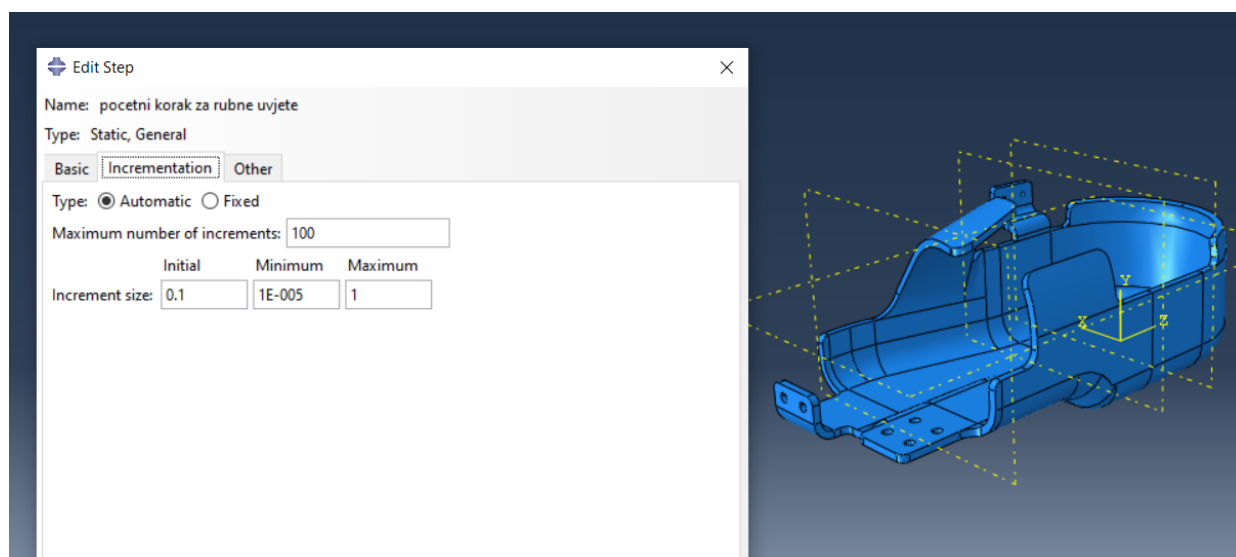 Edit Step
Name: pocetni korak za rubne uvjete
Type: Static, General
Basic Incrementation Other
Type: Automatic Fixed
Maximum number of increments: 100
Initial Minimum Maximum
Increment size: 0.1 1E-005 1
Y
X Z